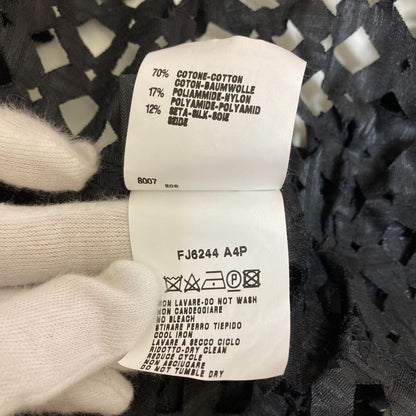 70% COTONE-COTTON
COTON-BAUMWOLLE
17% POLIAMMIDE-NYLON
POLYAMIDE-POLYAMID
12% SETA-SILK-SOIE
SEIDE
8007 E06
FJ6244 A4P
NON LAVARE-DO NOT WASH
NON CANDEGGIARE
NO BLEACH
STIRARE FERRO TIEPIDO
COOL IRON
LAVARE A SECCO CICLO
RIDOTTO-DRY CLEAN
REDUCE CYCLE
NON ASCIUGARE
DO NOT TUMBLE DRY